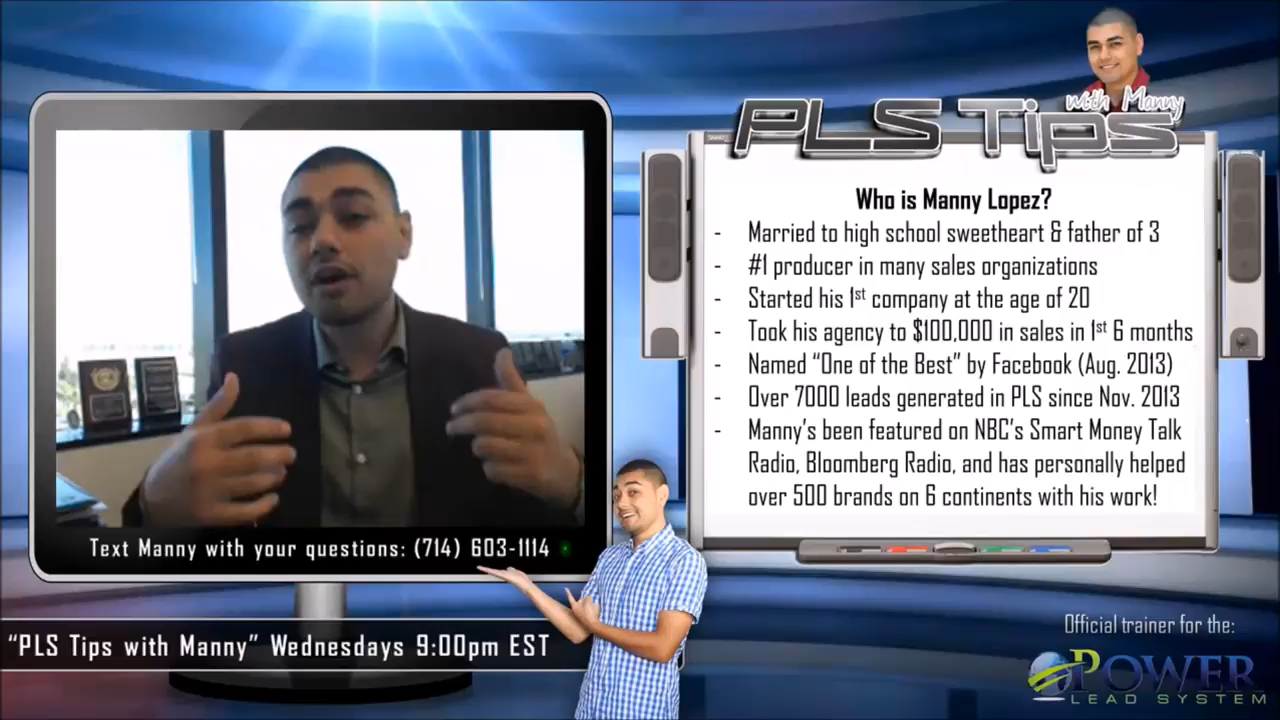 with Manny
PLS Tips
Who is Manny Lopez?
- Married to high school sweetheart & father of 3
- #1 producer in many sales organizations
- Started his 1st company at the age of 20
- Took his agency to $100,000 in sales in 1st 6 months
- Named “One of the Best” by Facebook (Aug. 2013)
- Over 7000 leads generated in PLS since Nov. 2013
- Manny's been featured on NBC's Smart Money Talk
Radio, Bloomberg Radio, and has personally helped
over 500 brands on 6 continents with his work!
Text Manny with your questions: (714) 603-1114
“PLS Tips with Manny” Wednesdays 9:00pm EST
Official trainer for the:
POWER
LEAD SYSTEM